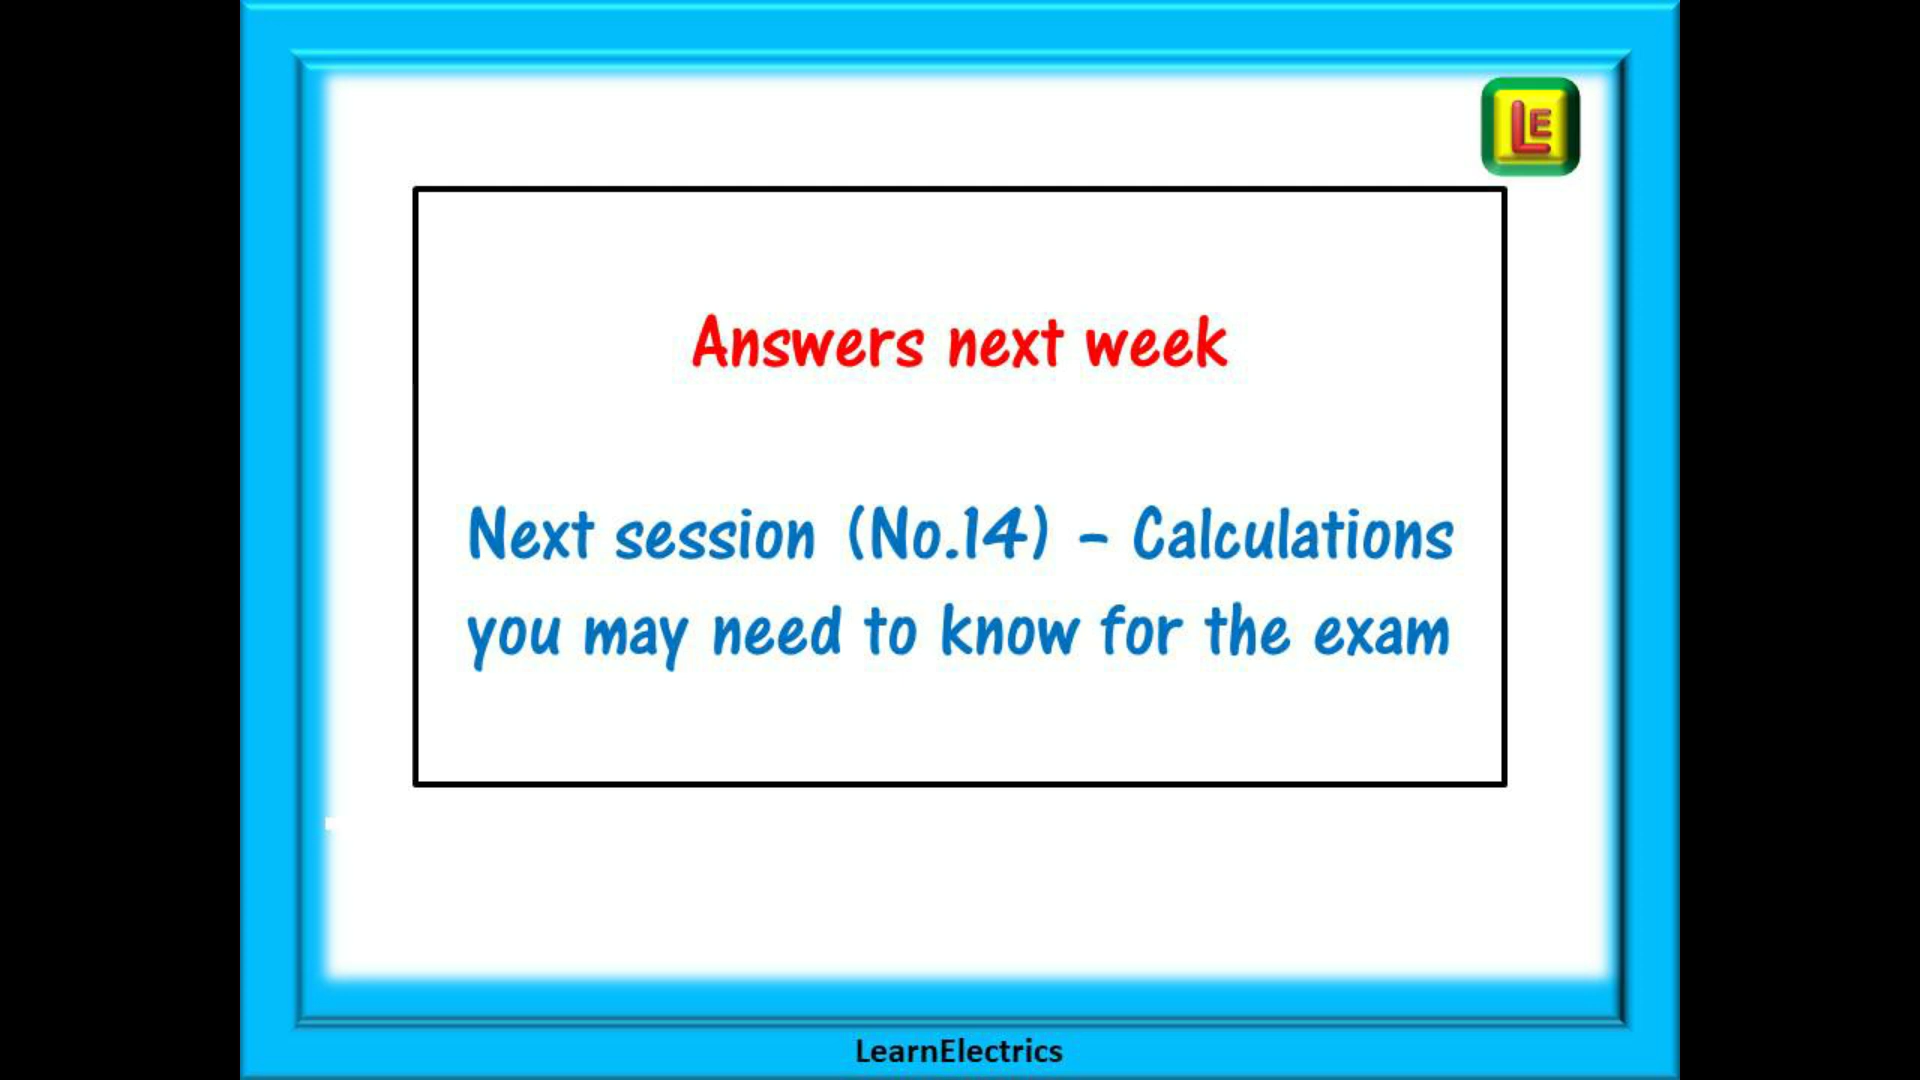 LE
Answers next week
Next session (No.14) - Calculations
you may need to know for the exam
LearnElectrics